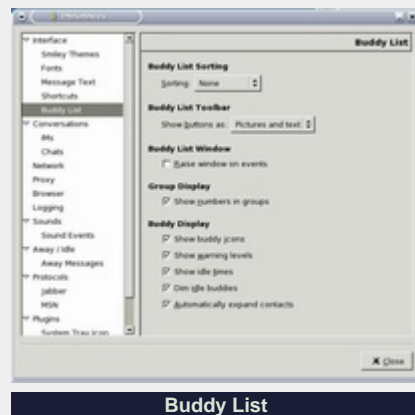 Preferences
Interface
Smiley Themes
Fonts
Message Text
Shortcuts
Buddy List
Conversations
IMs
Chats
Network
Proxy
Browser
Logging
Sounds
Sound Events
Away / Idle
Away Messages
Protocols
Jabber
MSN
Plugins
System Tray Icon
Buddy List
Buddy List Sorting
Sorting: None
Buddy List Toolbar
Show buttons as: Pictures and text
Buddy List Window
Raise window on events
Group Display
Show numbers in groups
Buddy Display
Show buddy icons
Show warning levels
Show idle times
Dim idle buddies
Automatically expand contacts
Close
Buddy List